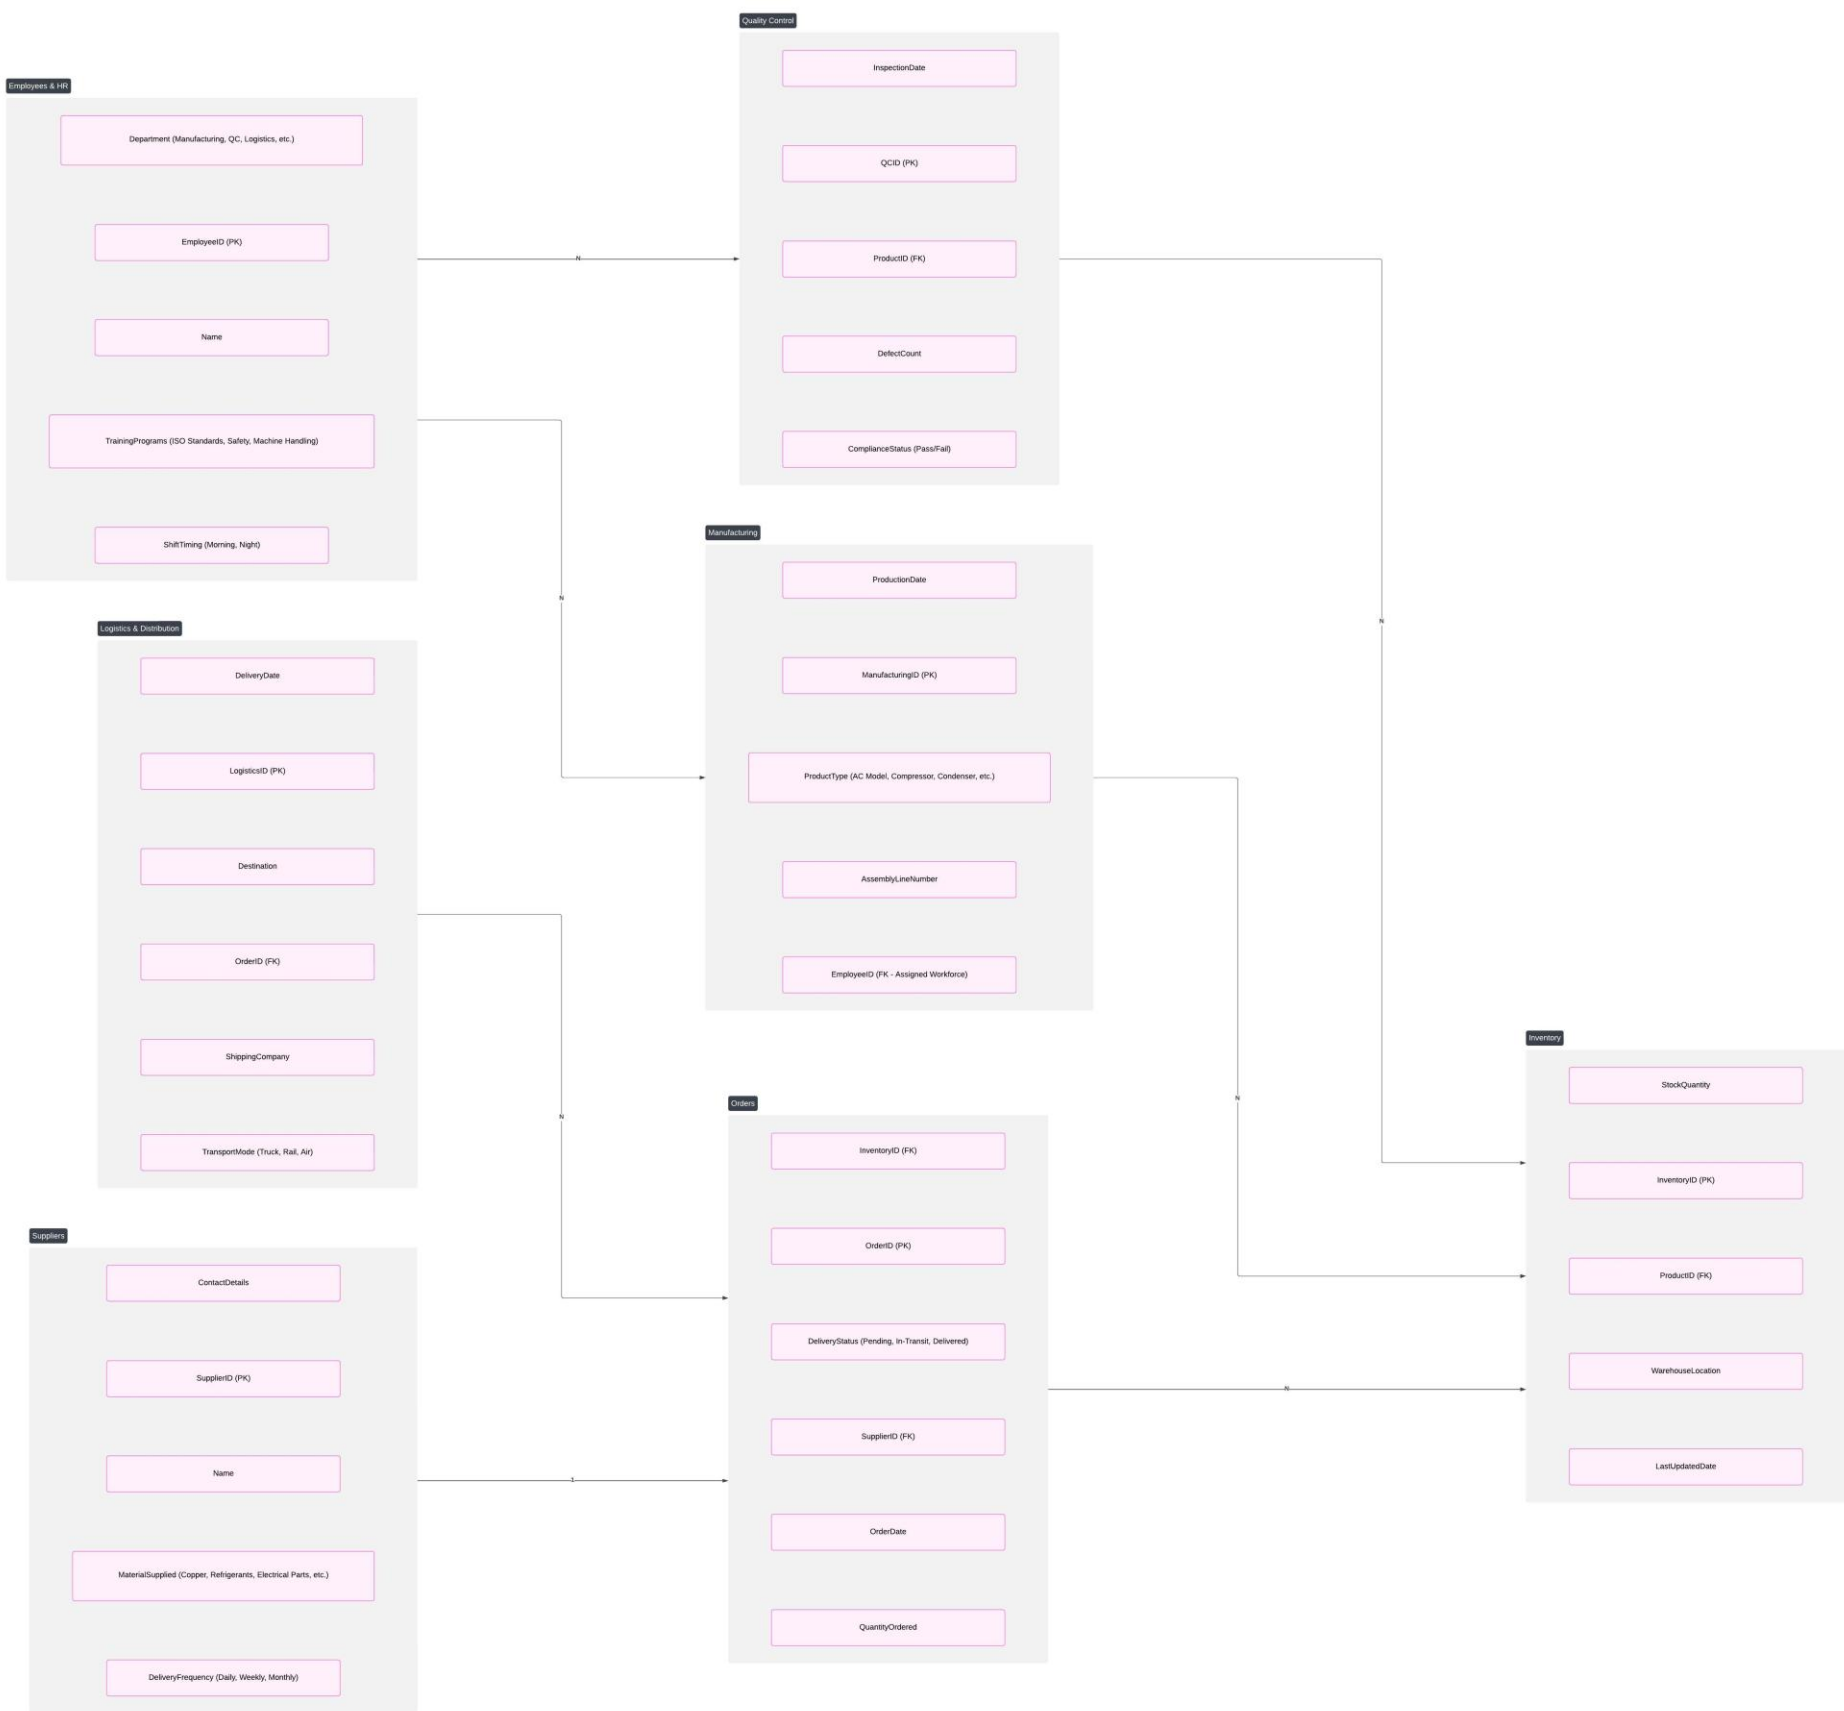 Quality Control
InspectionDate
QCID (PK)
ProductID (FK)
DefectCount
ComplianceStatus (Pass/Fail)
Employees & HR
Department (Manufacturing, QC, Logistics, etc.)
EmployeeID (PK)
Name
TrainingPrograms (ISO Standards, Safety, Machine Handling)
ShiftTiming (Morning, Night)
N
N
N
Manufacturing
ProductionDate
ManufacturingID (PK)
ProductType (AC Model, Compressor, Condenser, etc.)
AssemblyLineNumber
EmployeeID (FK - Assigned Workforce)
Logistics & Distribution
DeliveryDate
LogisticsID (PK)
Destination
OrderID (FK)
ShippingCompany
TransportMode (Truck, Rail, Air)
N
N
Orders
InventoryID (FK)
OrderID (PK)
DeliveryStatus (Pending, In-Transit, Delivered)
SupplierID (FK)
OrderDate
QuantityOrdered
Inventory
StockQuantity
InventoryID (PK)
ProductID (FK)
WarehouseLocation
LastUpdatedDate
N
Suppliers
ContactDetails
SupplierID (PK)
Name
MaterialSupplied (Copper, Refrigerants, Electrical Parts, etc.)
DeliveryFrequency (Daily, Weekly, Monthly)
1